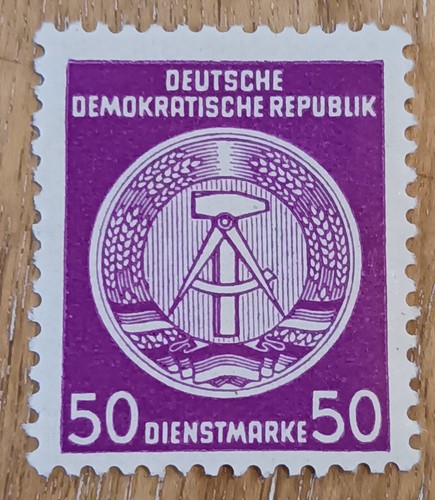 DEUTSCHE
DEMOKRATISCHE REPUBLIK
50 DIENSTMARKE 50